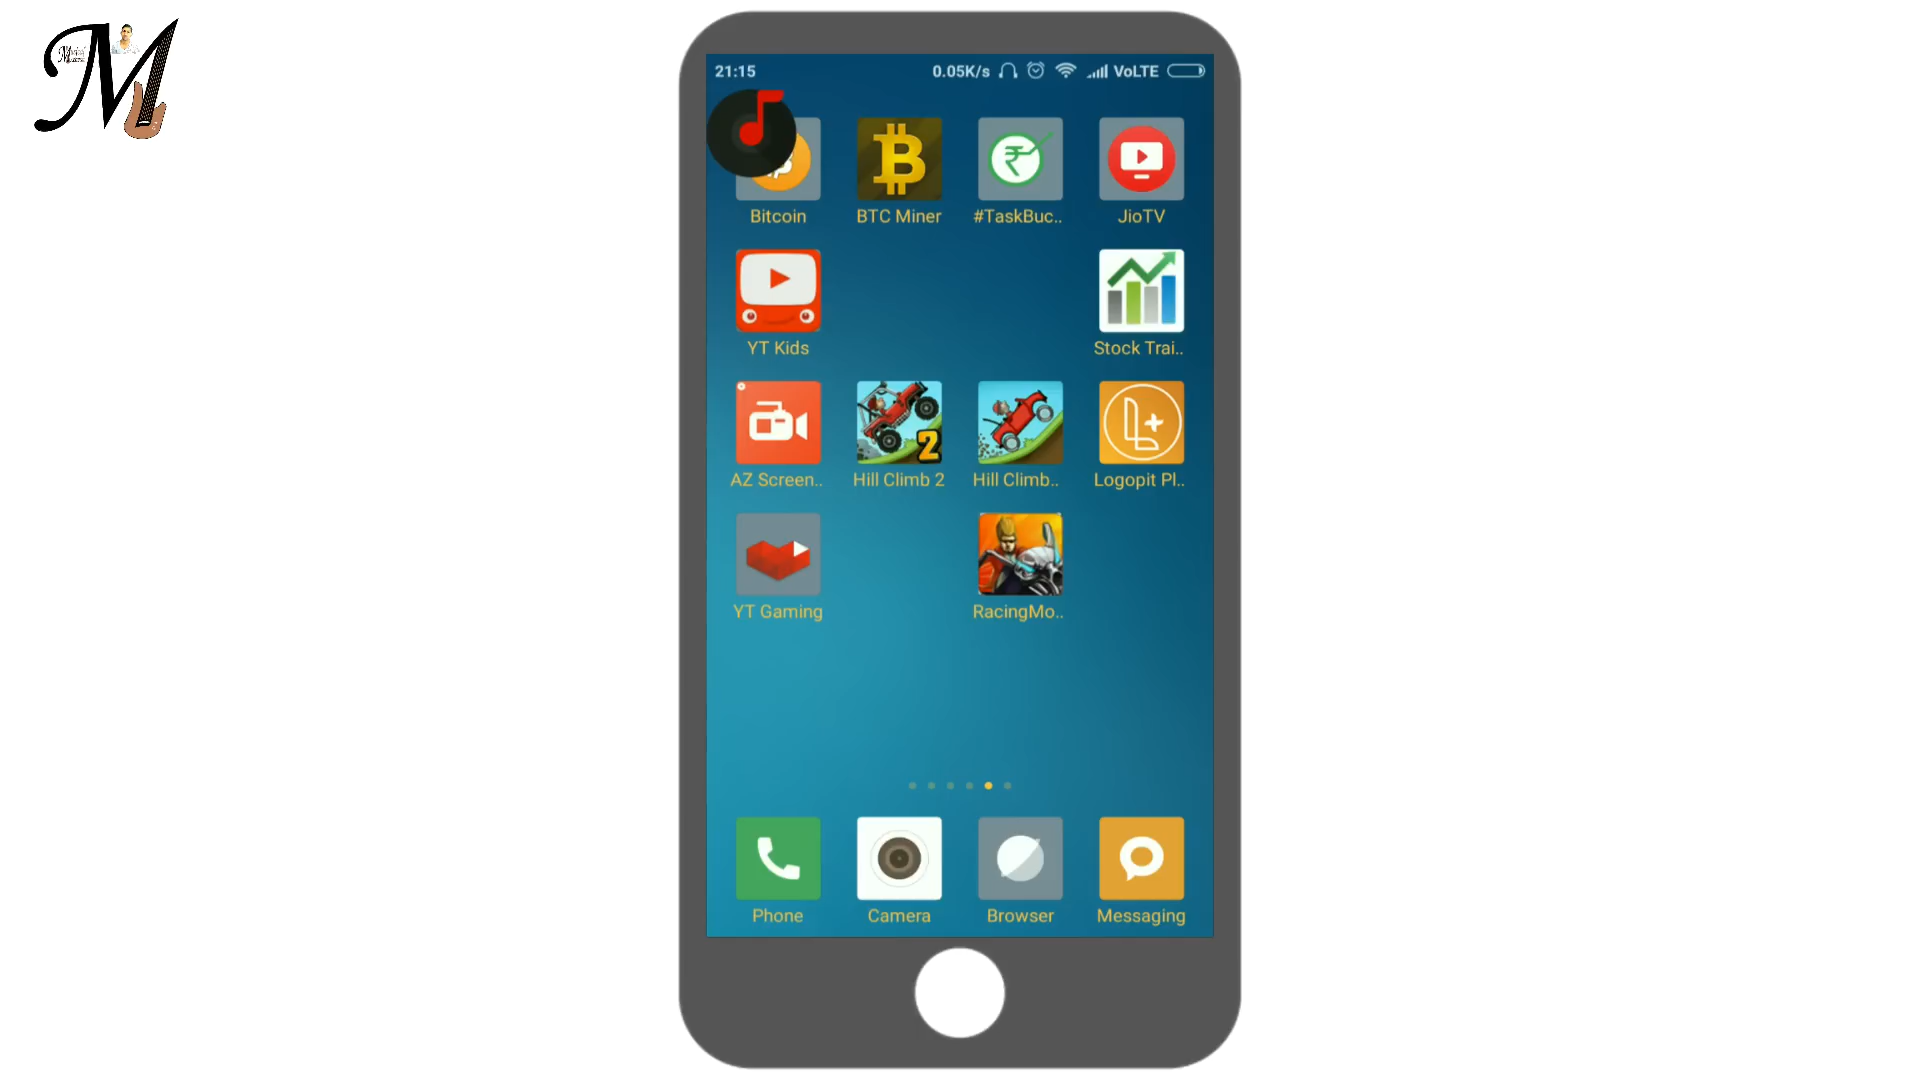 21:15 0.05K/s VoLTE
Bitcoin BTC Miner #TaskBuc.. JioTV
YT Kids Stock Trai..
2
AZ Screen.. Hill Climb 2 Hill Climb.. Logopit Pl..
YT Gaming RacingMo..
Phone Camera Browser Messaging